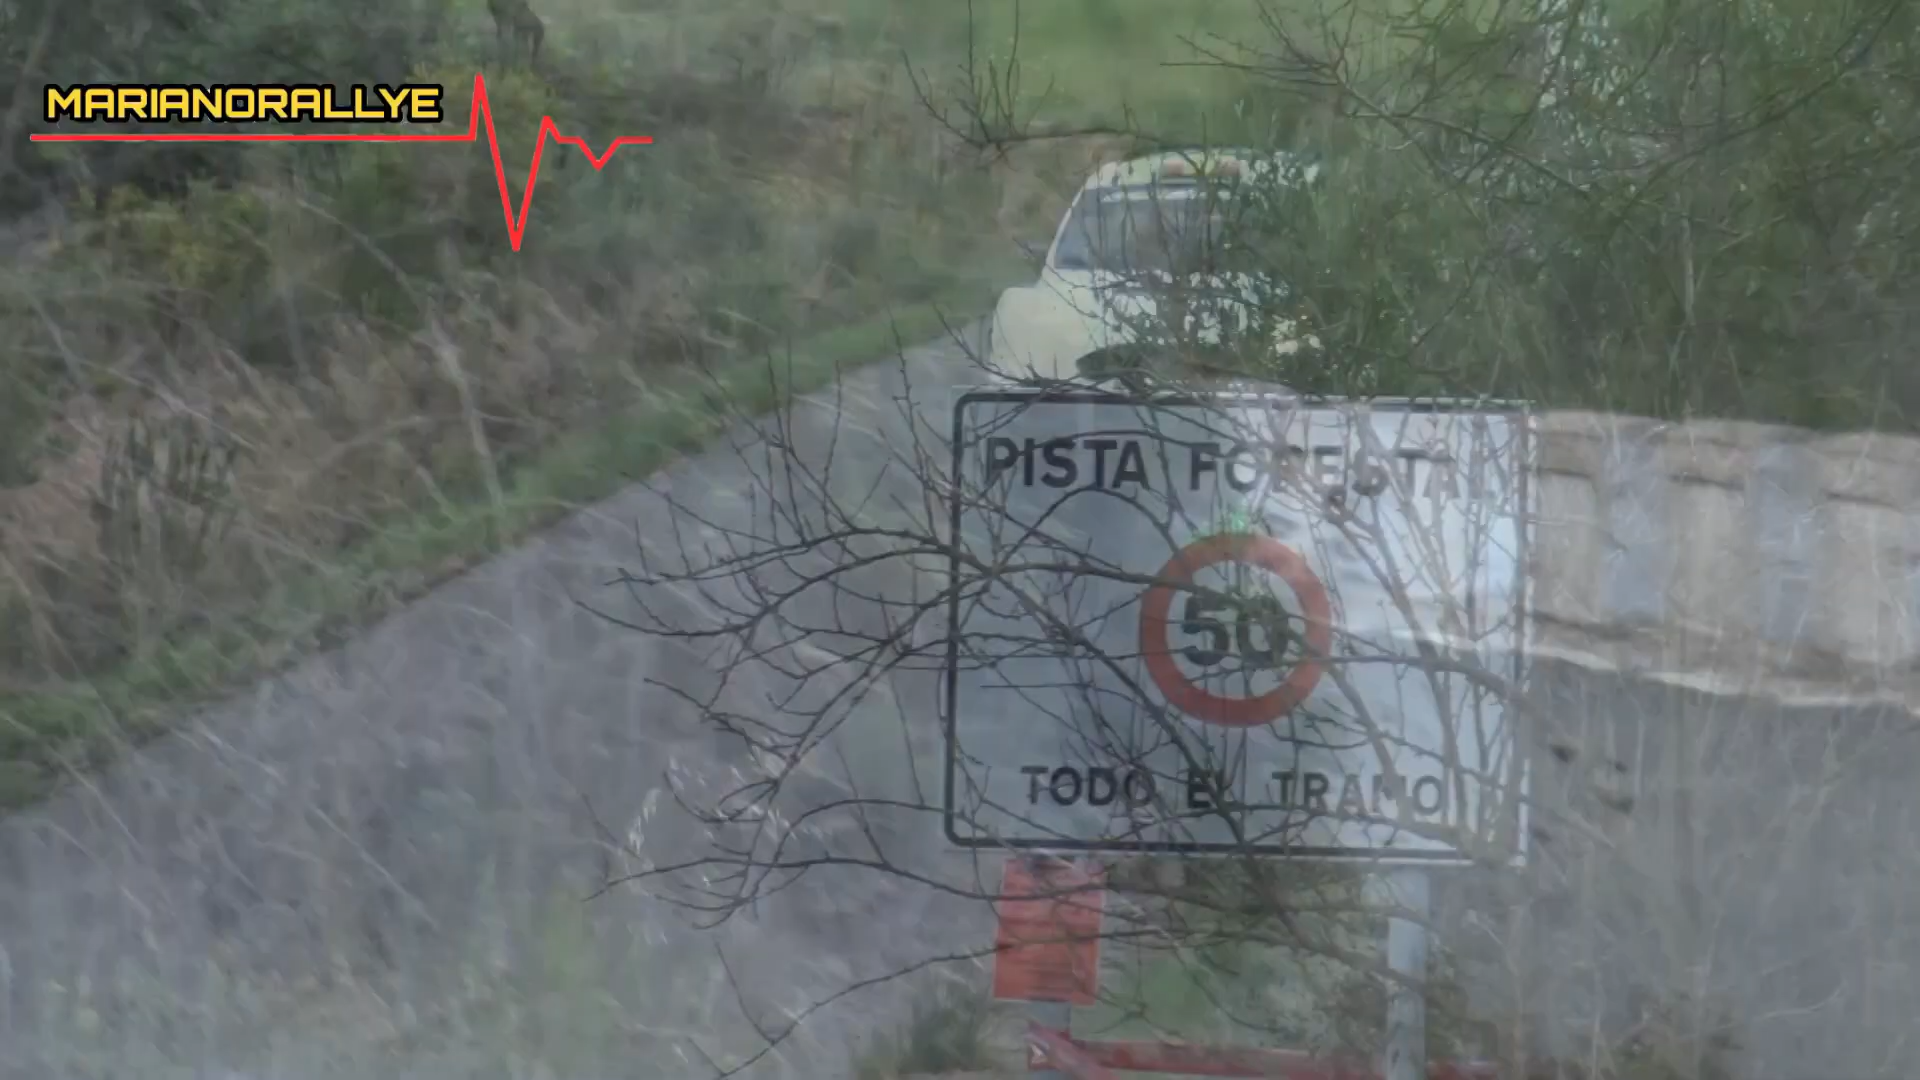 MARIANORALLYE
PISTA FORESTAL
50
TODO EL TRAMO